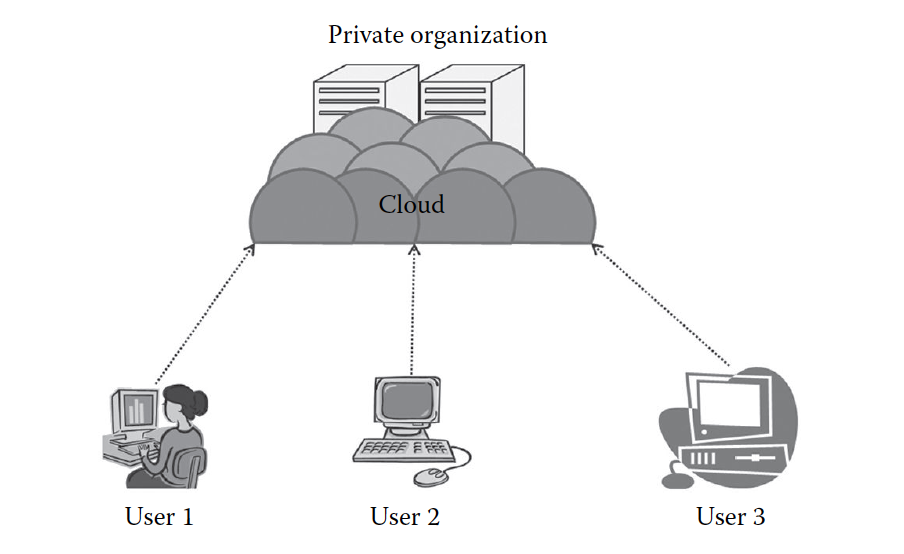 Private organization
Cloud
User 1
User 2
User 3